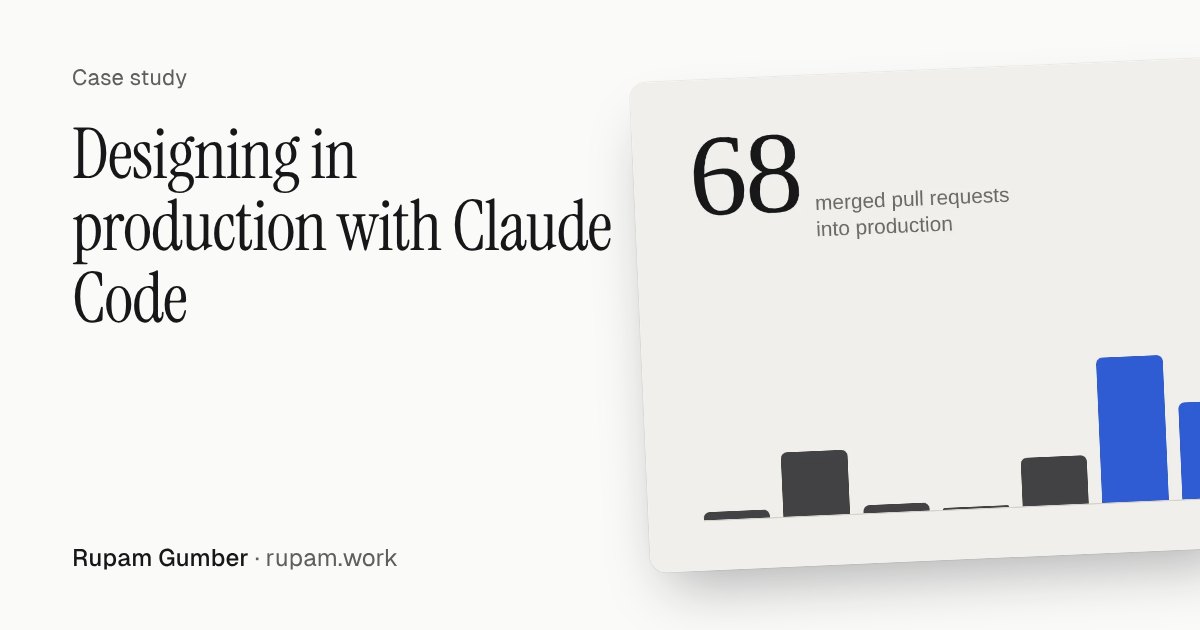 Case study
Designing in
production with Claude
Code
68
merged pull requests
into production
Rupam Gumber · rupam.work